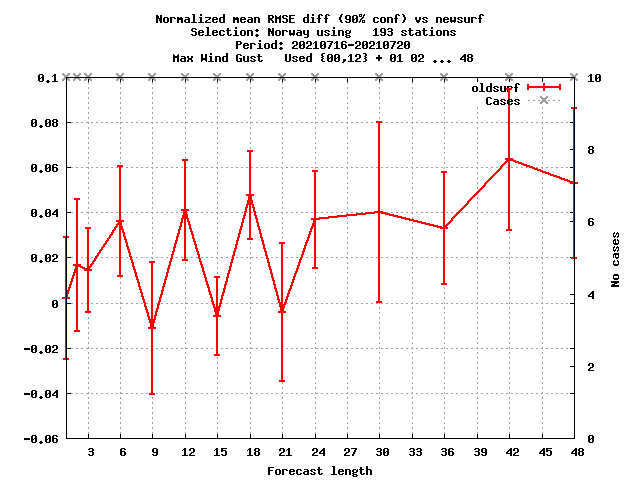 Normalized mean RMSE diff (90% conf) vs newsurf
Selection: Norway using 193 stations
Period: 20210716-20210720
Max Wind Gust Used {00,12} + 01 02 ... 48
0.1
0.08
0.06
0.04
0.02
0
-0.02
-0.04
-0.06
oldsurf
Cases
10
8
6
4
2
0
No cases
3 6 9 12 15 18 21 24 27 30 33 36 39 42 45 48
Forecast length